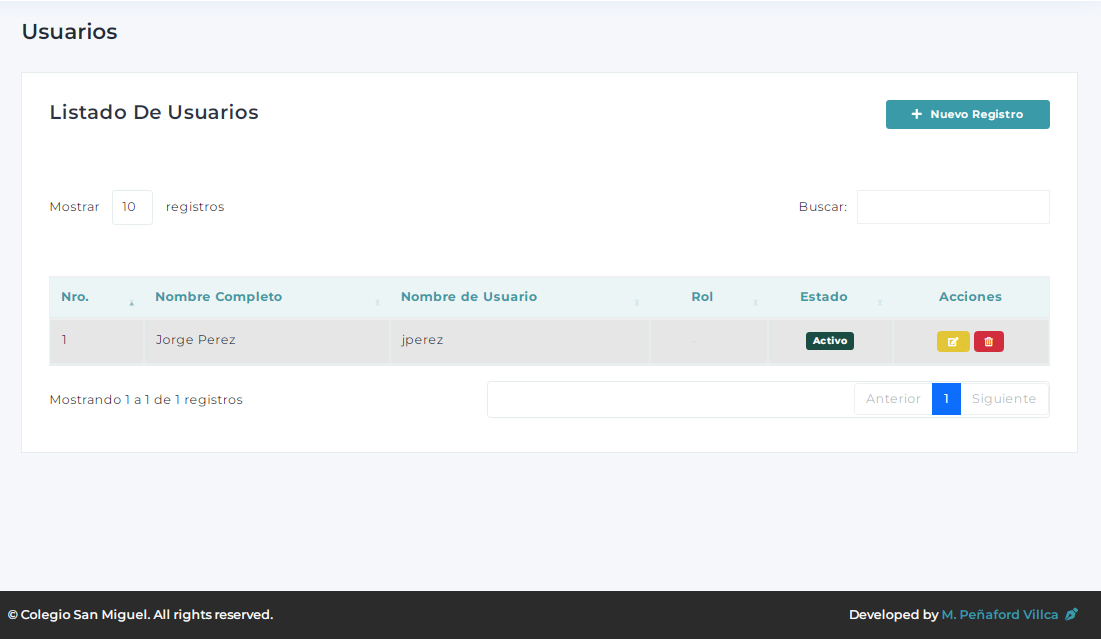 Usuarios
Listado De Usuarios
Nuevo Registro
Mostrar 10 registros
Buscar:
Nro. Nombre Completo Nombre de Usuario Rol Estado Acciones
1 Jorge Perez jperez - Activo
Mostrando 1 a 1 de 1 registros
Anterior 1 Siguiente
© Colegio San Miguel. All rights reserved.
Developed by M. Peñaford Villca